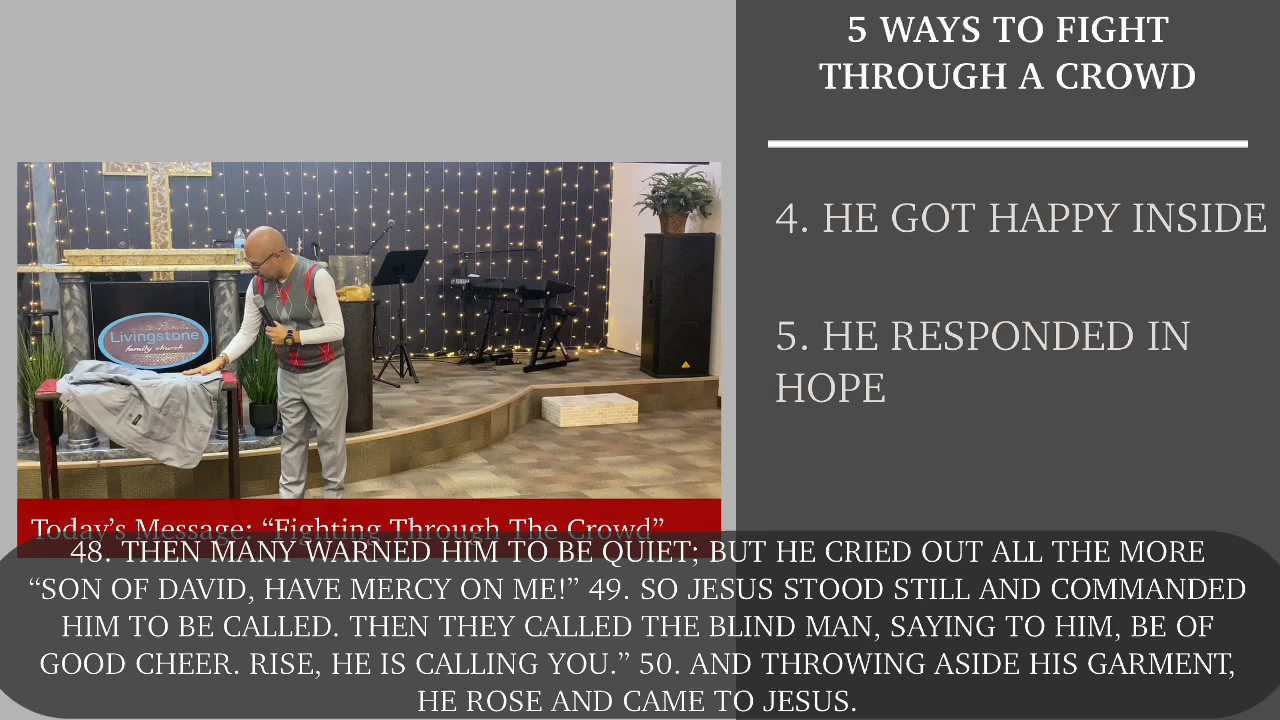 5 WAYS TO FIGHT
THROUGH A CROWD
4. HE GOT HAPPY INSIDE
5. HE RESPONDED IN
HOPE
Livingstone
family church
Today’s Message: “Fighting Through The Crowd”
48. THEN MANY WARNED HIM TO BE QUIET; BUT HE CRIED OUT ALL THE MORE
“SON OF DAVID, HAVE MERCY ON ME!” 49. SO JESUS STOOD STILL AND COMMANDED
HIM TO BE CALLED. THEN THEY CALLED THE BLIND MAN, SAYING TO HIM, BE OF
GOOD CHEER. RISE, HE IS CALLING YOU.” 50. AND THROWING ASIDE HIS GARMENT,
HE ROSE AND CAME TO JESUS.